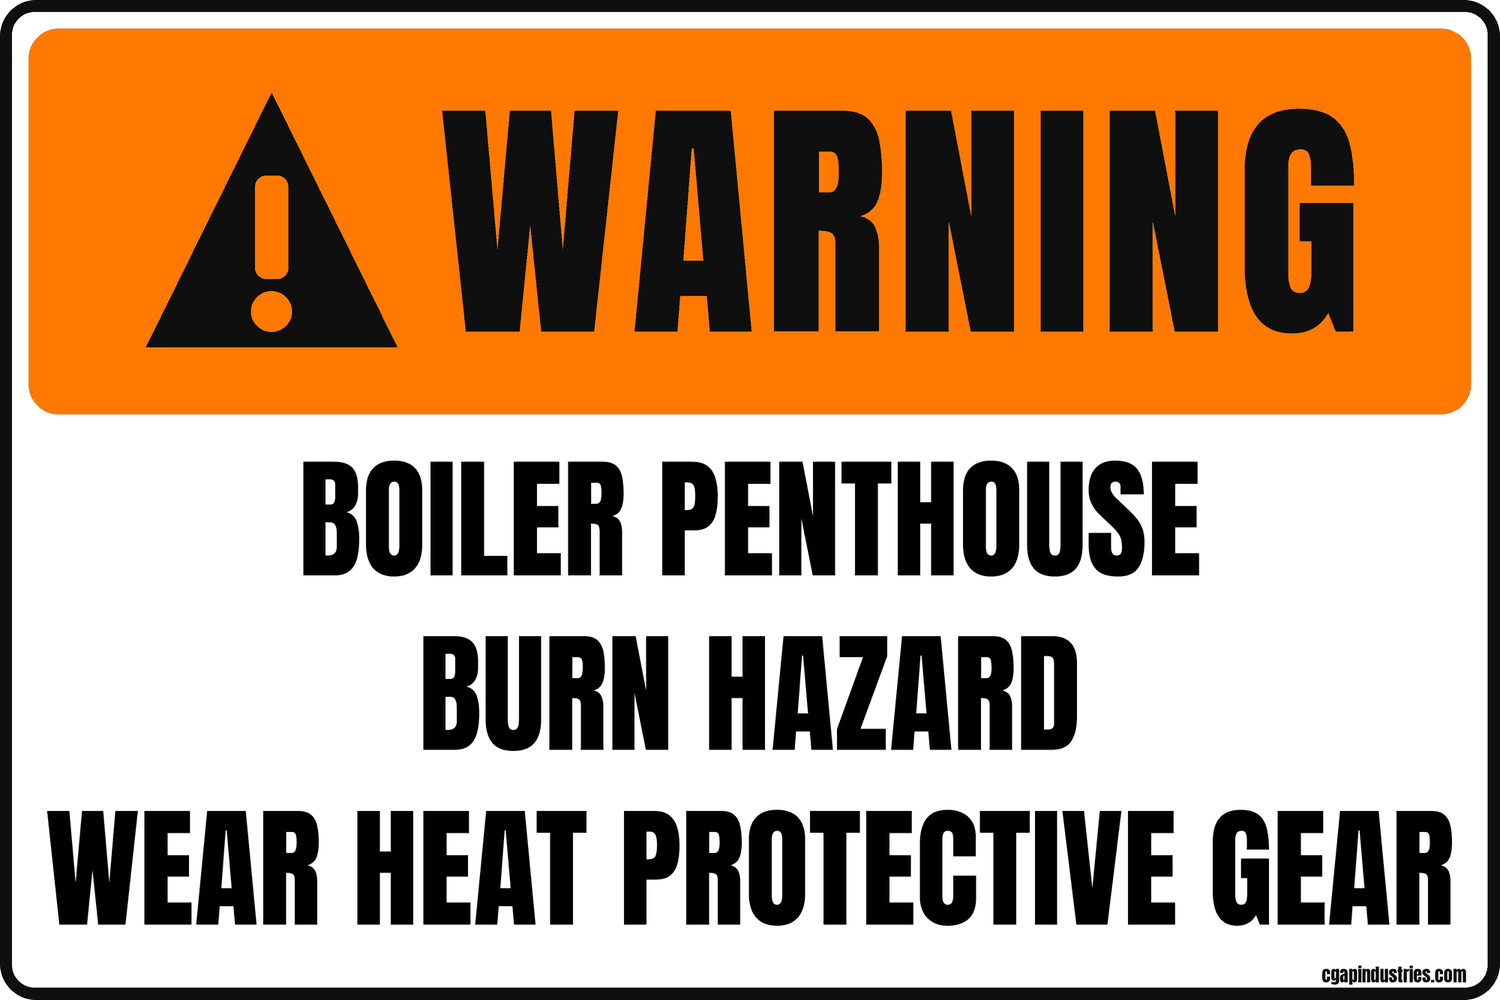 WARNING
BOILER PENTHOUSE
BURN HAZARD
WEAR HEAT PROTECTIVE GEAR
cgapindustries.com